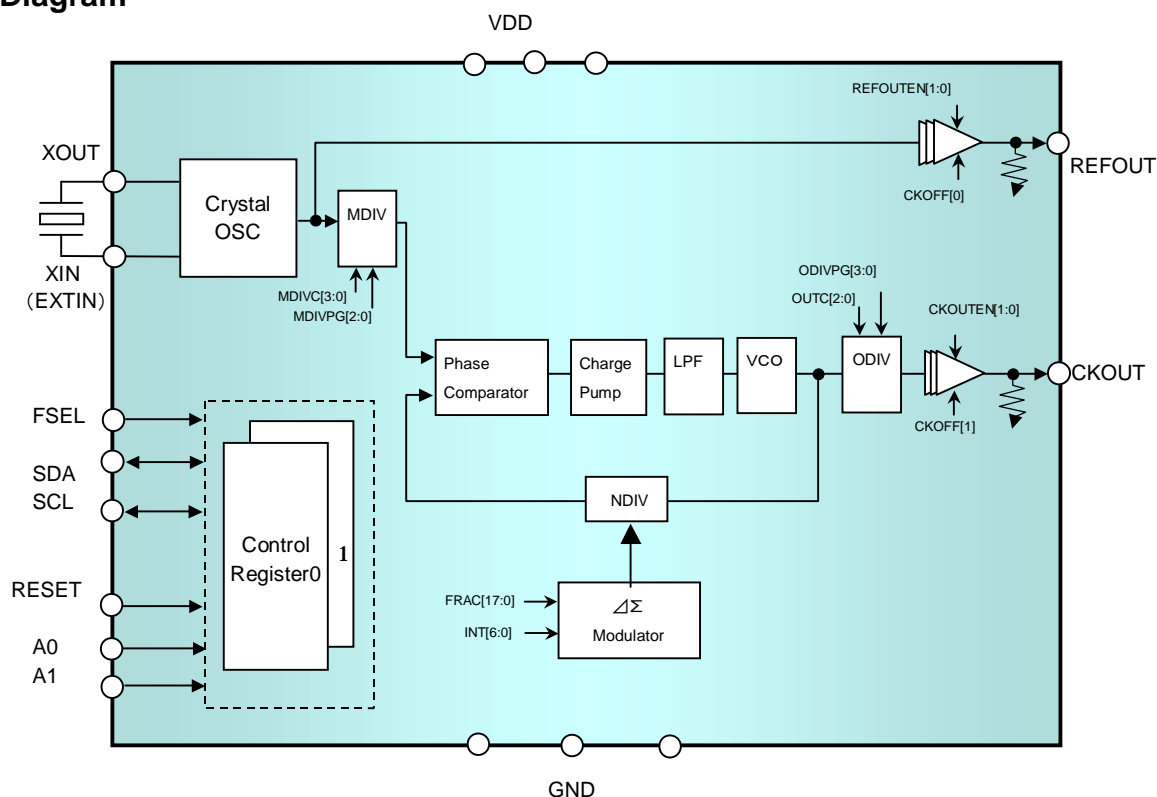 Diagram
VDD
REFOUTEN[1:0]
XOUT
REFOUT
Crystal
OSC
MDIV
CKOFF[0]
XIN
（EXTIN）
MDIVC[3:0]
MDIVPG[2:0]
ODIVPG[3:0]
OUTC[2:0]
CKOUTEN[1:0]
Phase
Comparator
Charge
Pump
LPF
VCO
ODIV
CKOUT
CKOFF[1]
FSEL
SDA
SCL
NDIV
Control
Register0
1
RESET
FRAC[17:0]
INT[6:0]
⊿Σ
Modulator
A0
A1
GND